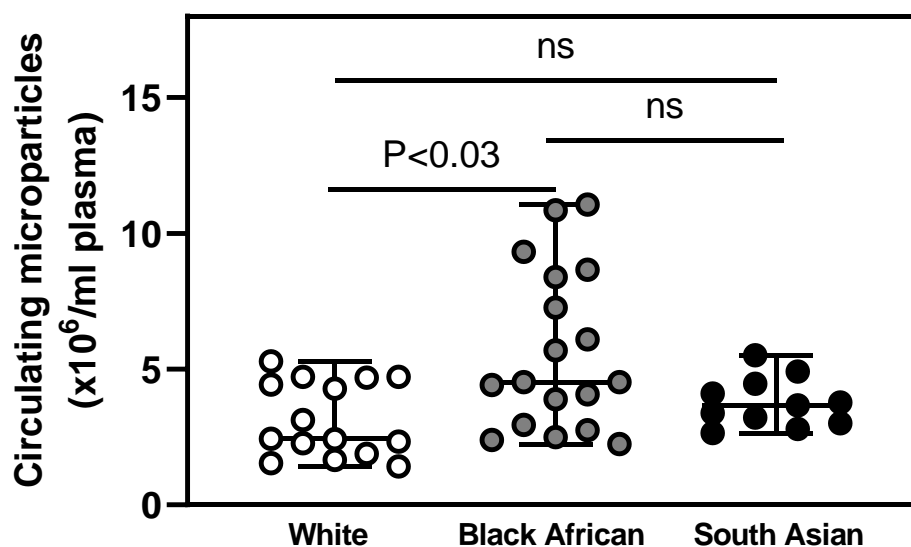 Circulating microparticles
(x10⁶/ml plasma)
15
10
5
0
ns
ns
P<0.03
White
Black African
South Asian